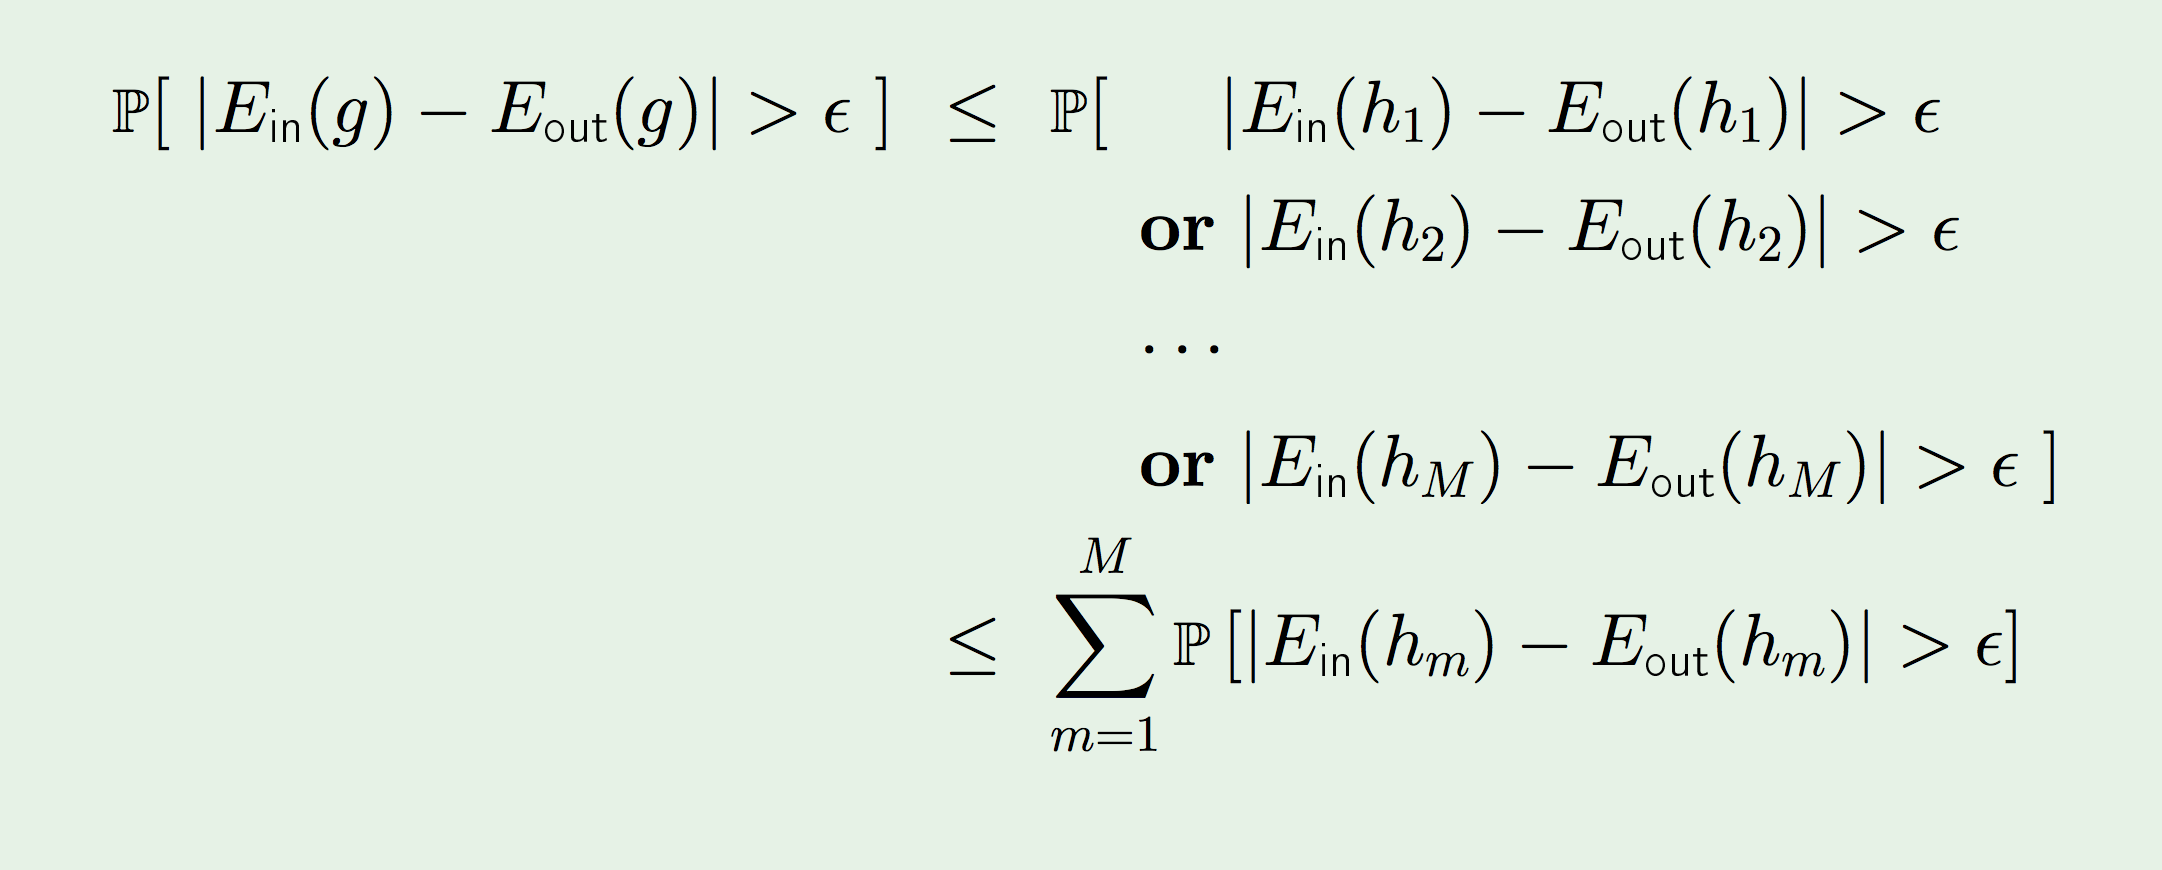 ℙ[ |E_in(g) − E_out(g)| > ϵ ] ≤ ℙ[ |E_in(h_1) − E_out(h_1)| > ϵ
or |E_in(h_2) − E_out(h_2)| > ϵ
···
or |E_in(h_M) − E_out(h_M)| > ϵ ]
≤ ∑_{m=1}^{M} ℙ [|E_in(h_m) − E_out(h_m)| > ϵ]